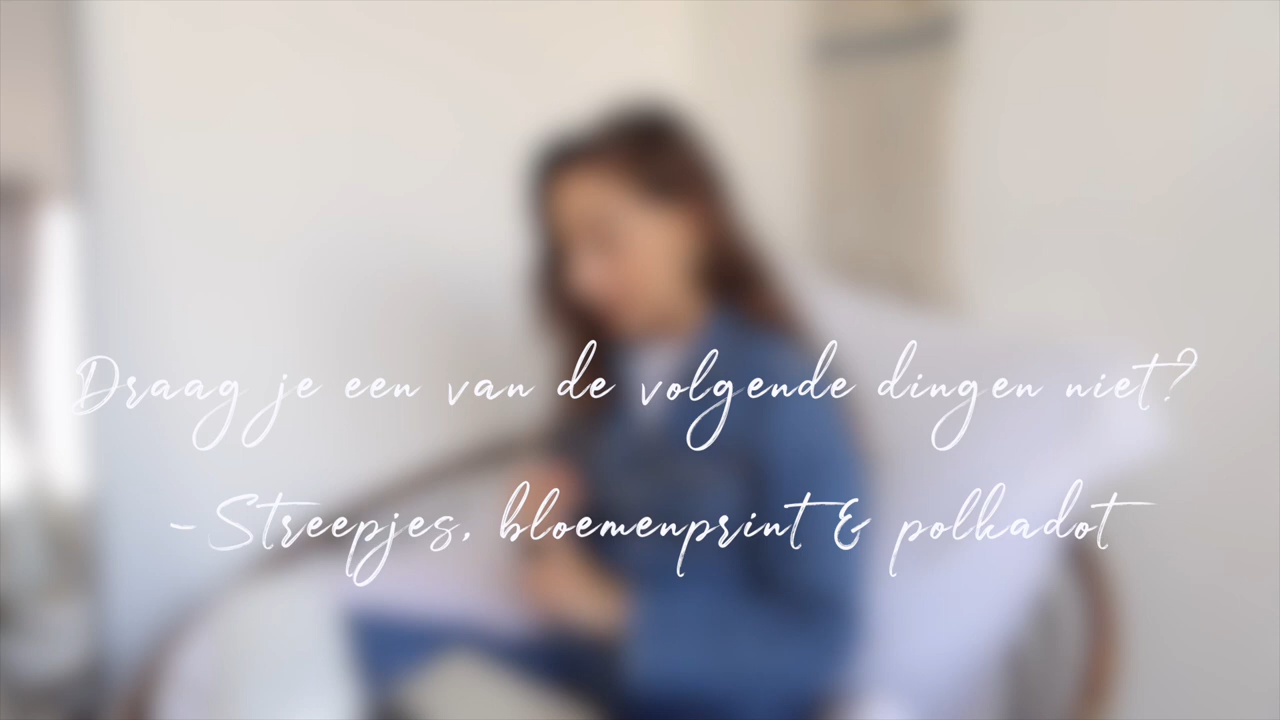 Draag je een van de volgende dingen niet?
-Streepjes, bloemenprint & polkadot